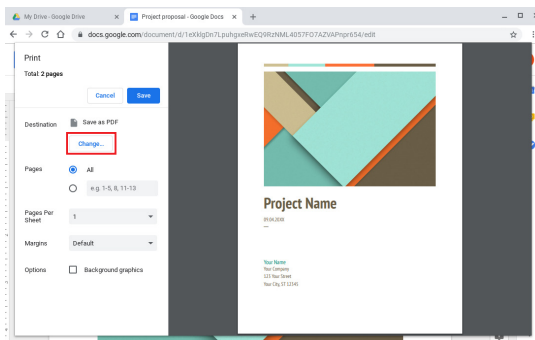 My Drive - Google Drive
Project proposal - Google Docs
docs.google.com/document/d/1eXklgDn7LpuhgxeRwEQ9RzNML4057FO7AZVAPnpr654/edit
Print
Total: 2 pages
Cancel
Save
Destination
Save as PDF
Change...
Pages
All
e.g. 1-5, 8, 11-13
Pages Per
Sheet
1
Margins
Default
Options
Background graphics
Project Name
09.04.20XX
Your Name
Your Company
123 Your Street
Your City, ST 12345